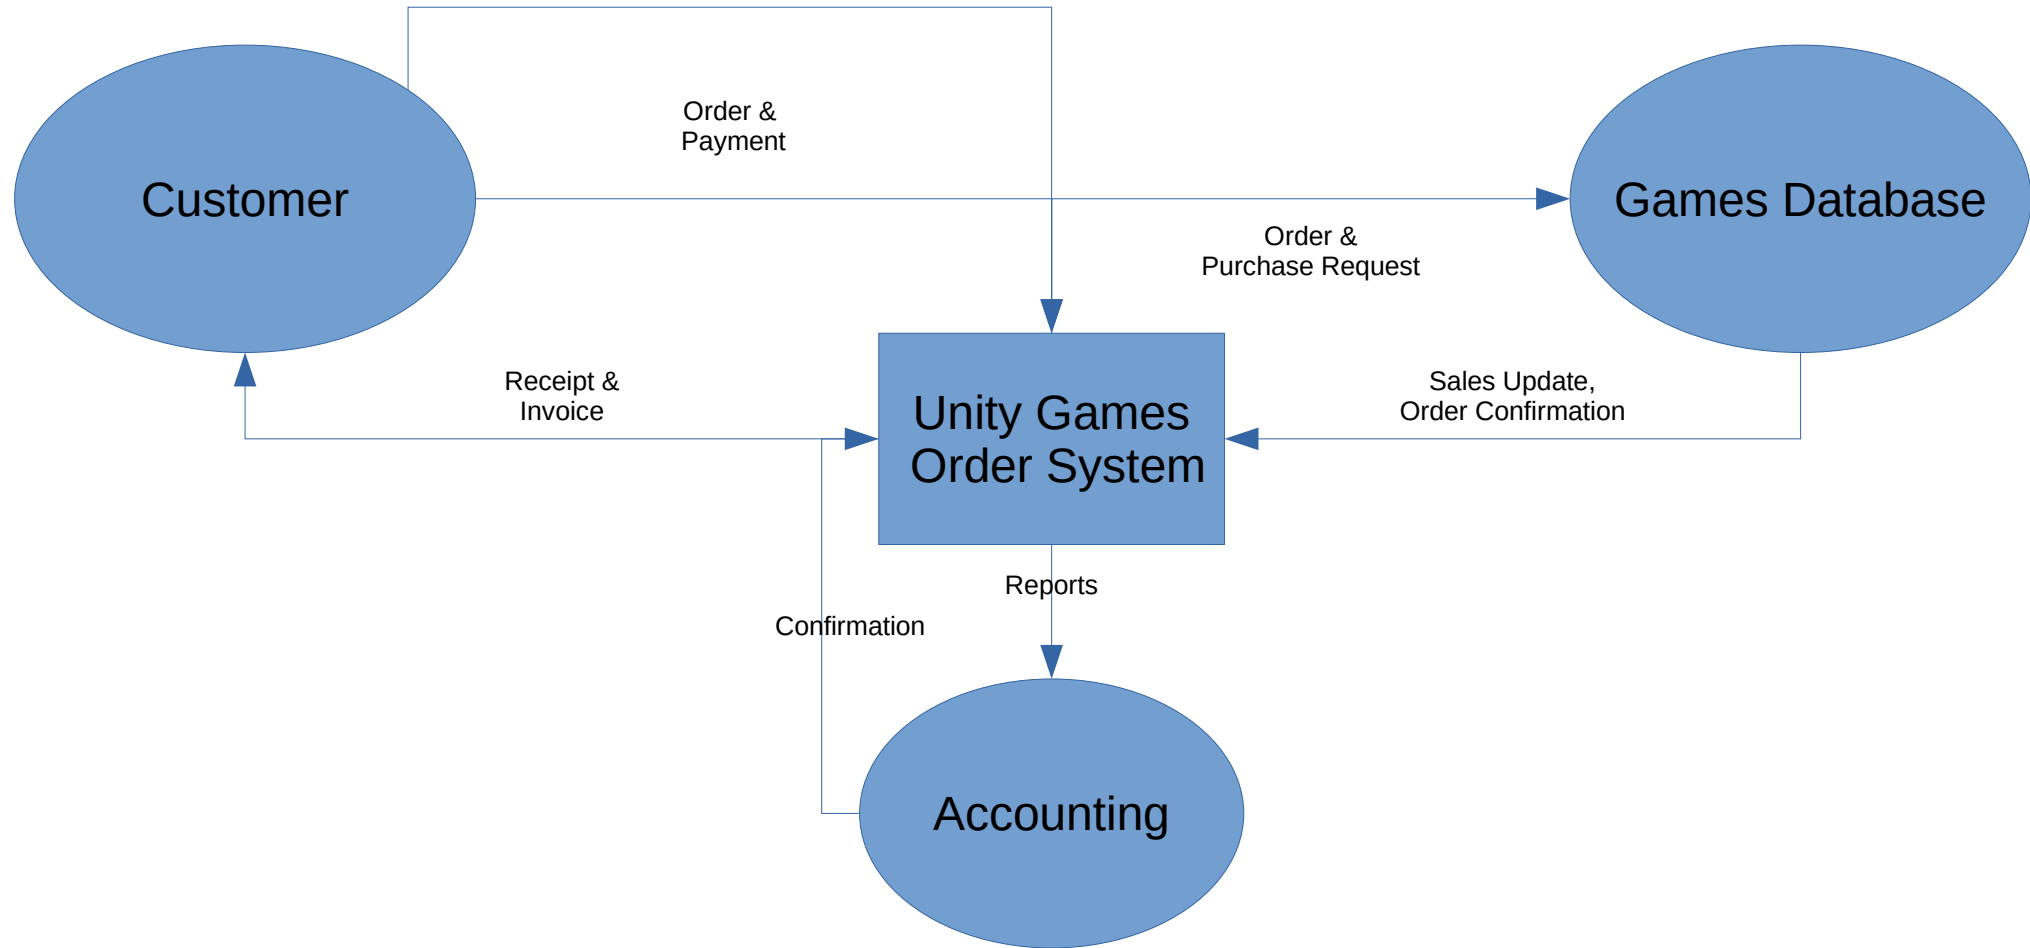 Order &
Payment
Customer
Games Database
Order &
Purchase Request
Receipt &
Invoice
Sales Update,
Order Confirmation
Unity Games
Order System
Reports
Confirmation
Accounting